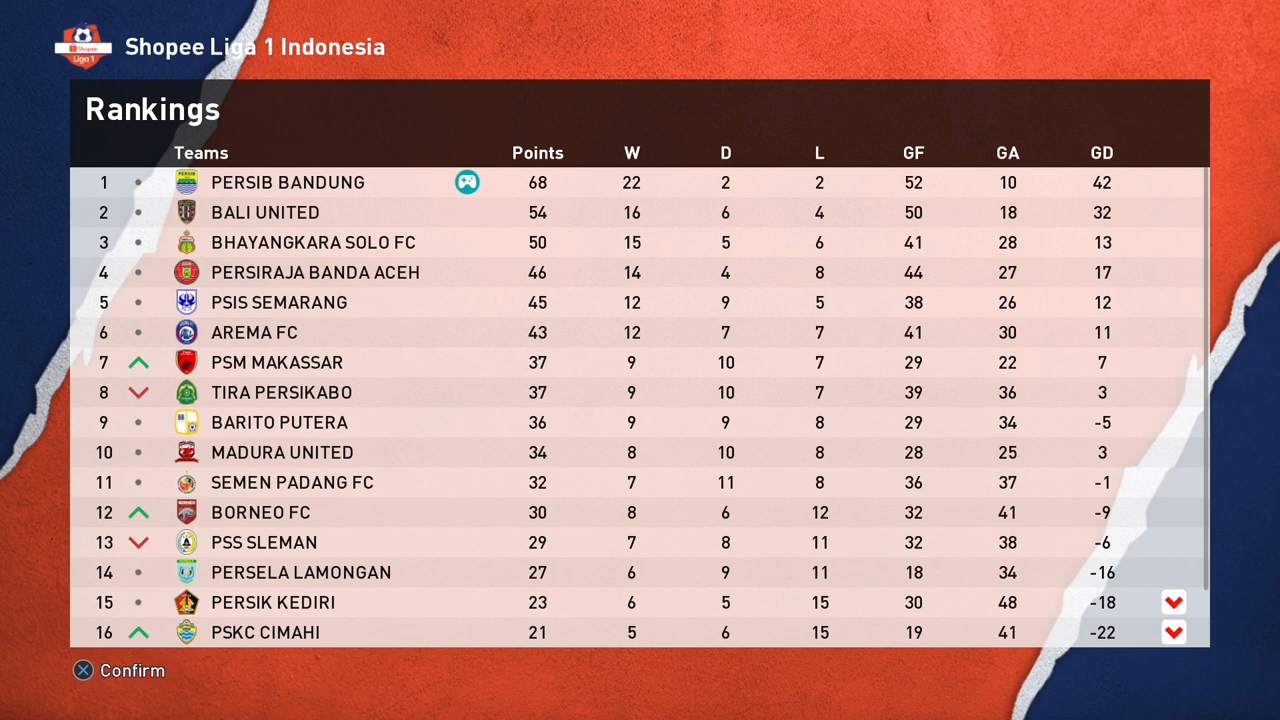 Shopee Liga 1 Indonesia
Shopee
Liga 1
Rankings
Teams Points W D L GF GA GD
1 PERSIB BANDUNG 68 22 2 2 52 10 42
2 BALI UNITED 54 16 6 4 50 18 32
3 BHAYANGKARA SOLO FC 50 15 5 6 41 28 13
4 PERSIRAJA BANDA ACEH 46 14 4 8 44 27 17
5 PSIS SEMARANG 45 12 9 5 38 26 12
6 AREMA FC 43 12 7 7 41 30 11
7 PSM MAKASSAR 37 9 10 7 29 22 7
8 TIRA PERSIKABO 37 9 10 7 39 36 3
9 BARITO PUTERA 36 9 9 8 29 34 -5
10 MADURA UNITED 34 8 10 8 28 25 3
11 SEMEN PADANG FC 32 7 11 8 36 37 -1
12 BORNEO FC 30 8 6 12 32 41 -9
13 PSS SLEMAN 29 7 8 11 32 38 -6
14 PERSELA LAMONGAN 27 6 9 11 18 34 -16
15 PERSIK KEDIRI 23 6 5 15 30 48 -18
16 PSKC CIMAHI 21 5 6 15 19 41 -22
Confirm